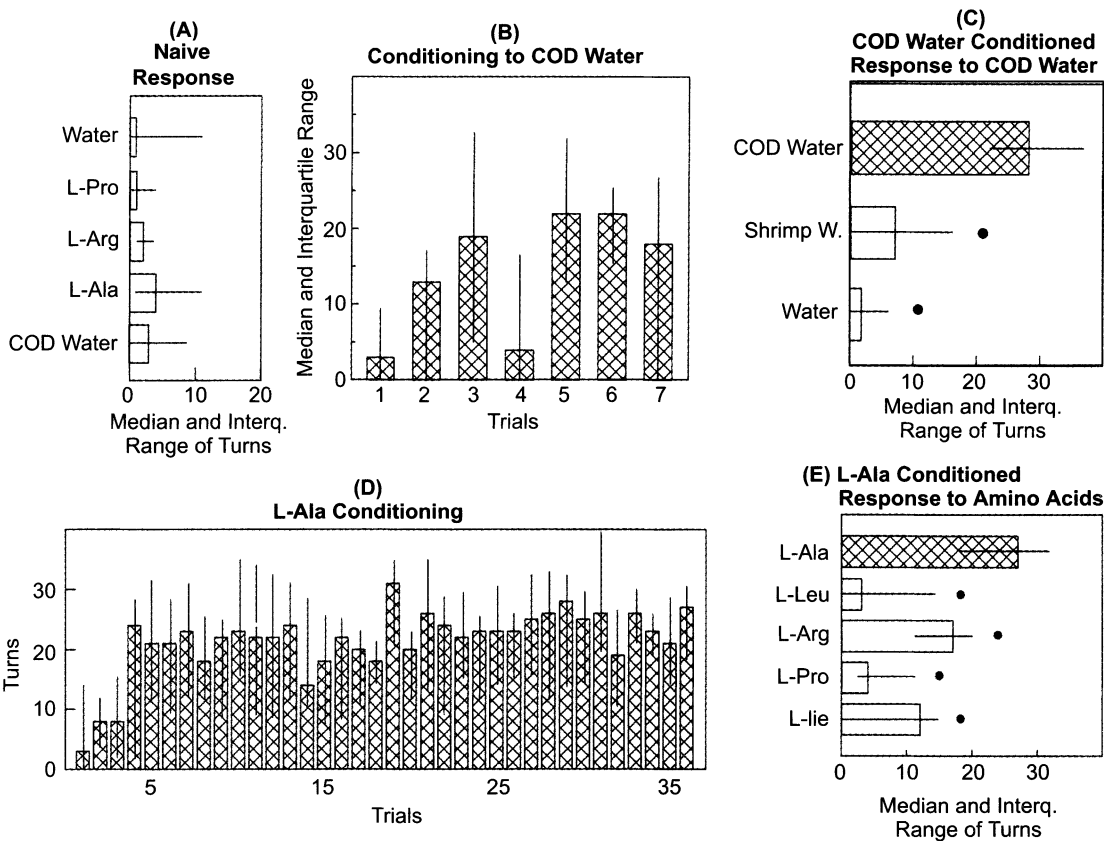 (A)
Naive
Response
Water
L-Pro
L-Arg
L-Ala
COD Water
0 10 20
Median and Interq.
Range of Turns
(B)
Conditioning to COD Water
Median and Interquartile Range
30
20
10
0
1 2 3 4 5 6 7
Trials
(C)
COD Water Conditioned
Response to COD Water
COD Water
Shrimp W.
Water
0 10 20 30
Median and Interq.
Range of Turns
(D)
L-Ala Conditioning
Turns
30
20
10
0
5 15 25 35
Trials
(E) L-Ala Conditioned
Response to Amino Acids
L-Ala
L-Leu
L-Arg
L-Pro
L-lie
0 10 20 30
Median and Interq.
Range of Turns